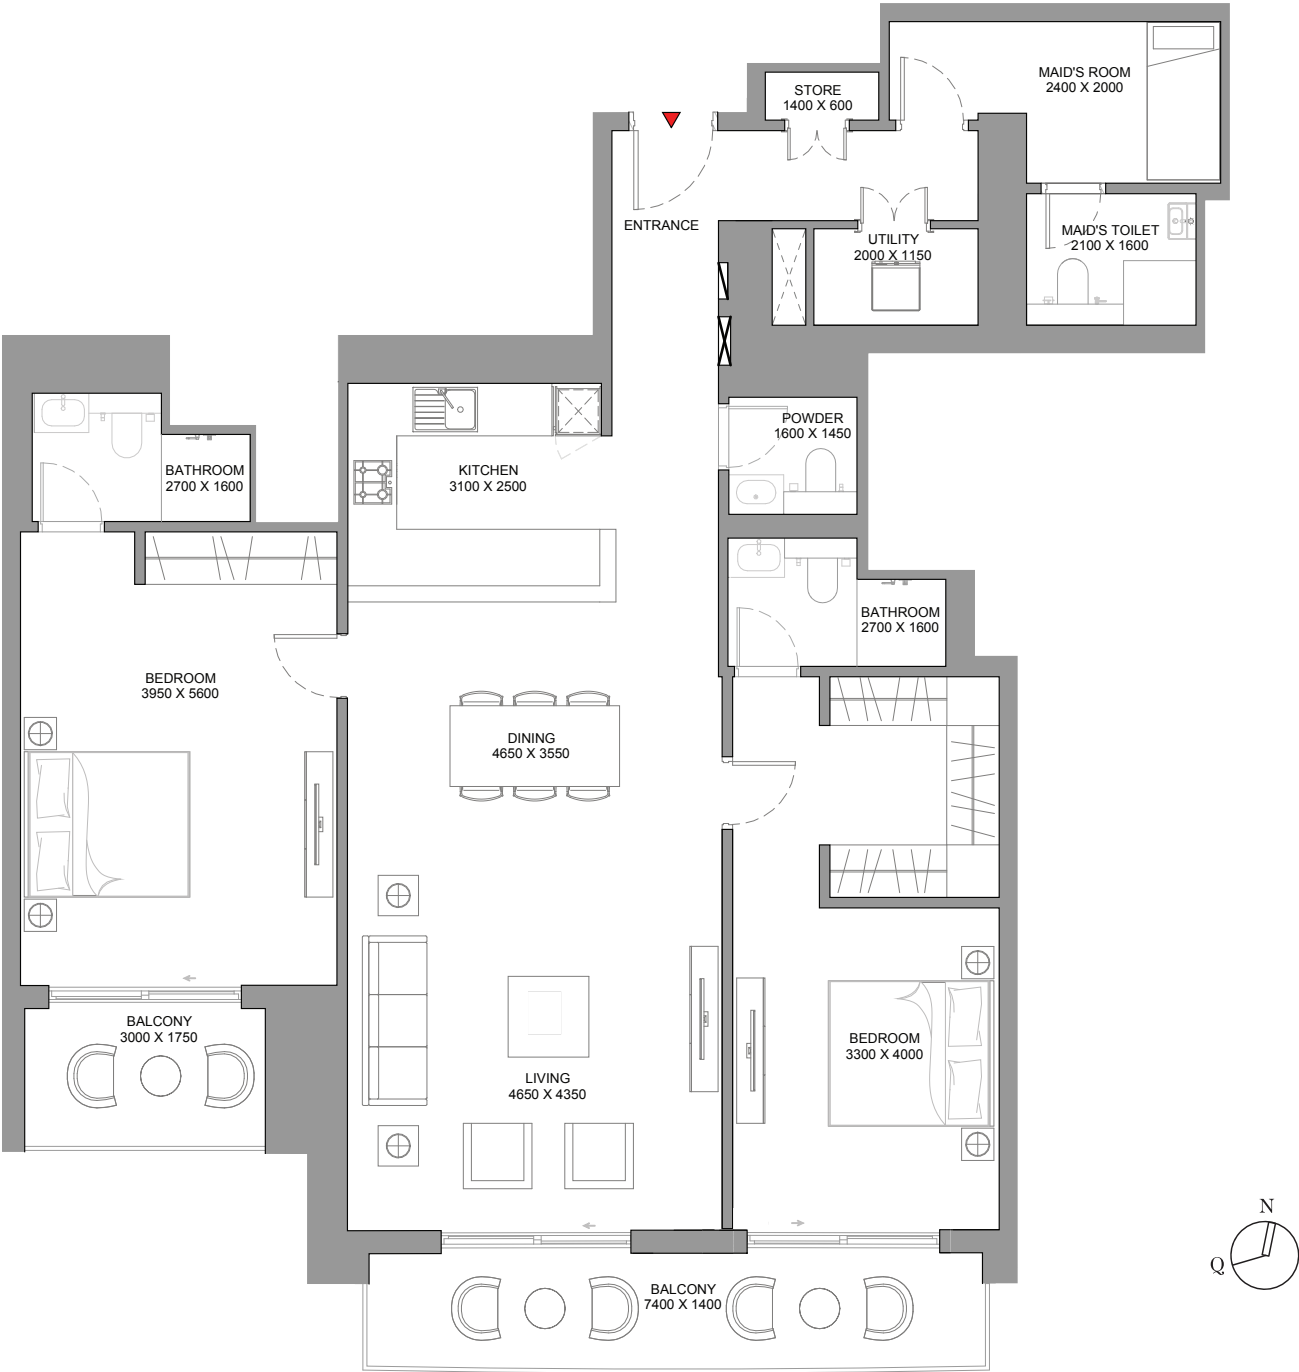 MAID'S ROOM
2400 X 2000
STORE
1400 X 600
ENTRANCE
MAID'S TOILET
2100 X 1600
UTILITY
2000 X 1150
POWDER
1600 X 1450
BATHROOM
2700 X 1600
KITCHEN
3100 X 2500
BATHROOM
2700 X 1600
BEDROOM
3950 X 5600
DINING
4650 X 3550
BALCONY
3000 X 1750
BEDROOM
3300 X 4000
LIVING
4650 X 4350
BALCONY
7400 X 1400
N
Q